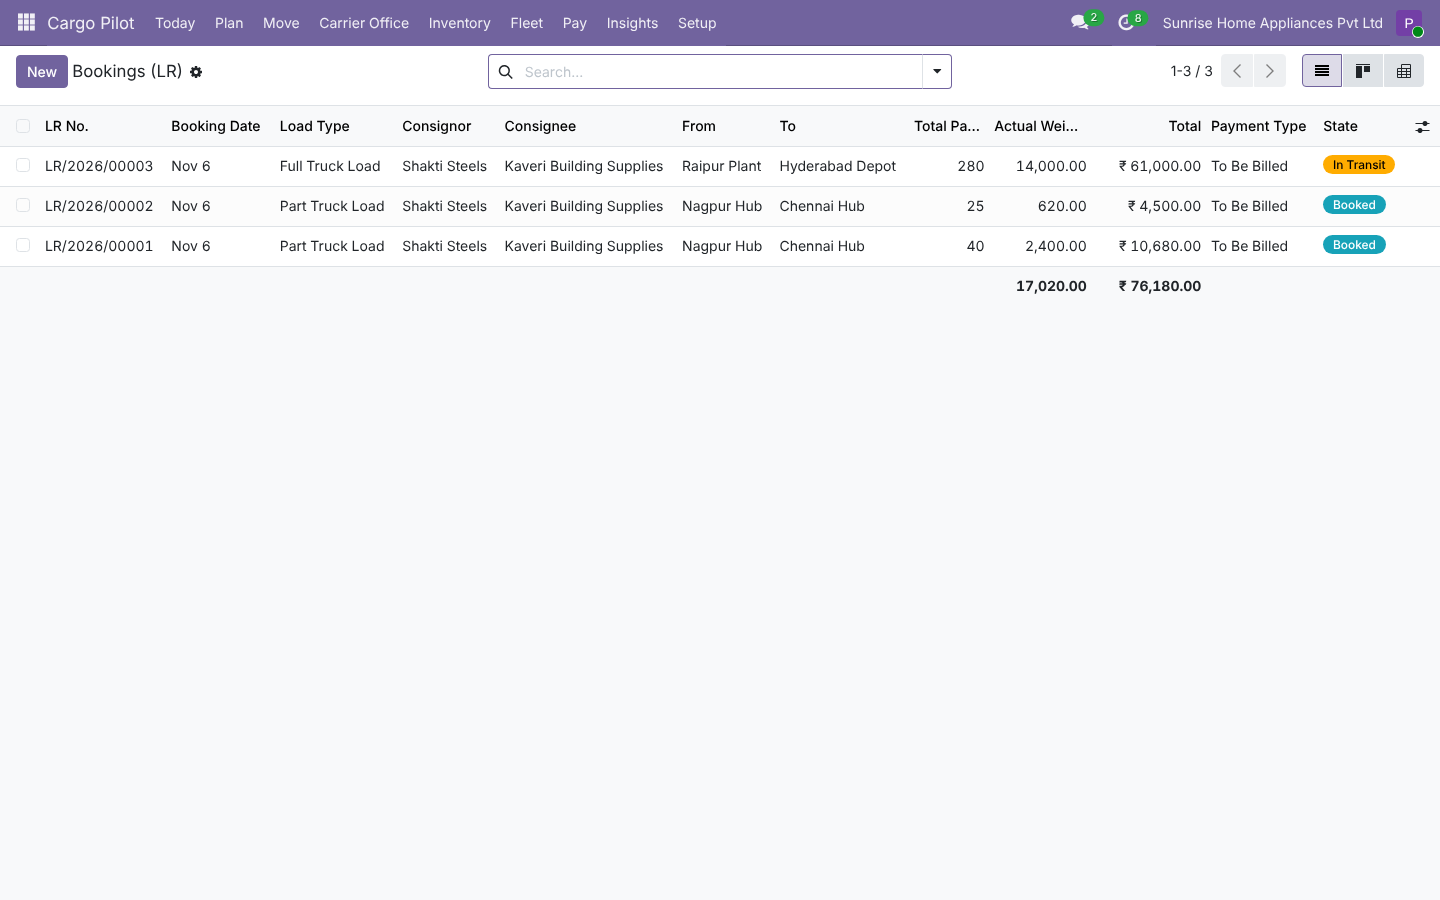 Cargo Pilot Today Plan Move Carrier Office Inventory Fleet Pay Insights Setup 2 8 Sunrise Home Appliances Pvt Ltd P
New Bookings (LR) Search... 1-3 / 3
LR No. Booking Date Load Type Consignor Consignee From To Total Pa... Actual Wei... Total Payment Type State
LR/2026/00003 Nov 6 Full Truck Load Shakti Steels Kaveri Building Supplies Raipur Plant Hyderabad Depot 280 14,000.00 ₹ 61,000.00 To Be Billed In Transit
LR/2026/00002 Nov 6 Part Truck Load Shakti Steels Kaveri Building Supplies Nagpur Hub Chennai Hub 25 620.00 ₹ 4,500.00 To Be Billed Booked
LR/2026/00001 Nov 6 Part Truck Load Shakti Steels Kaveri Building Supplies Nagpur Hub Chennai Hub 40 2,400.00 ₹ 10,680.00 To Be Billed Booked
17,020.00 ₹ 76,180.00